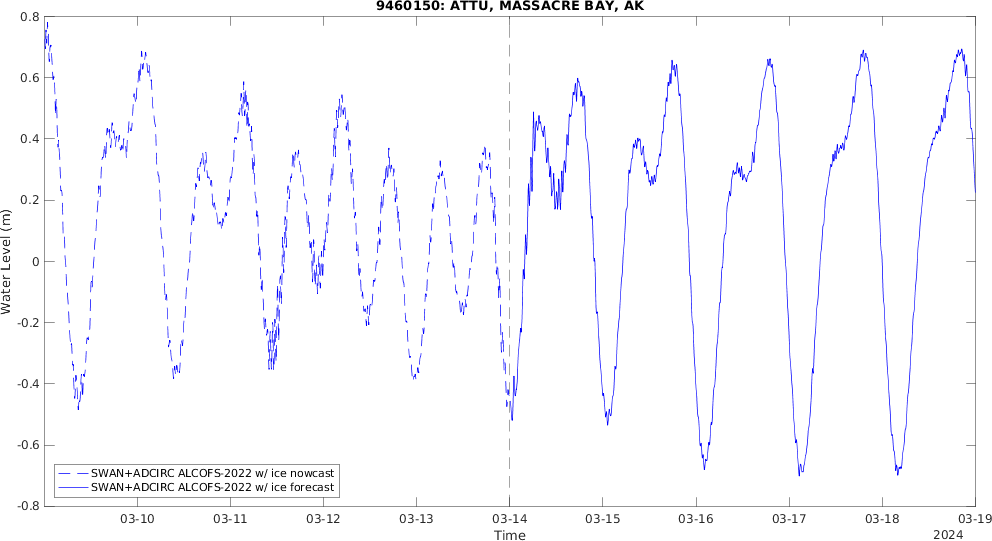 9460150: ATTU, MASSACRE BAY, AK
0.8
0.6
0.4
0.2
0
-0.2
-0.4
-0.6
-0.8
Water Level (m)
SWAN+ADCIRC ALCOFS-2022 w/ ice nowcast
SWAN+ADCIRC ALCOFS-2022 w/ ice forecast
03-10 03-11 03-12 03-13 03-14 03-15 03-16 03-17 03-18 03-19
Time
2024